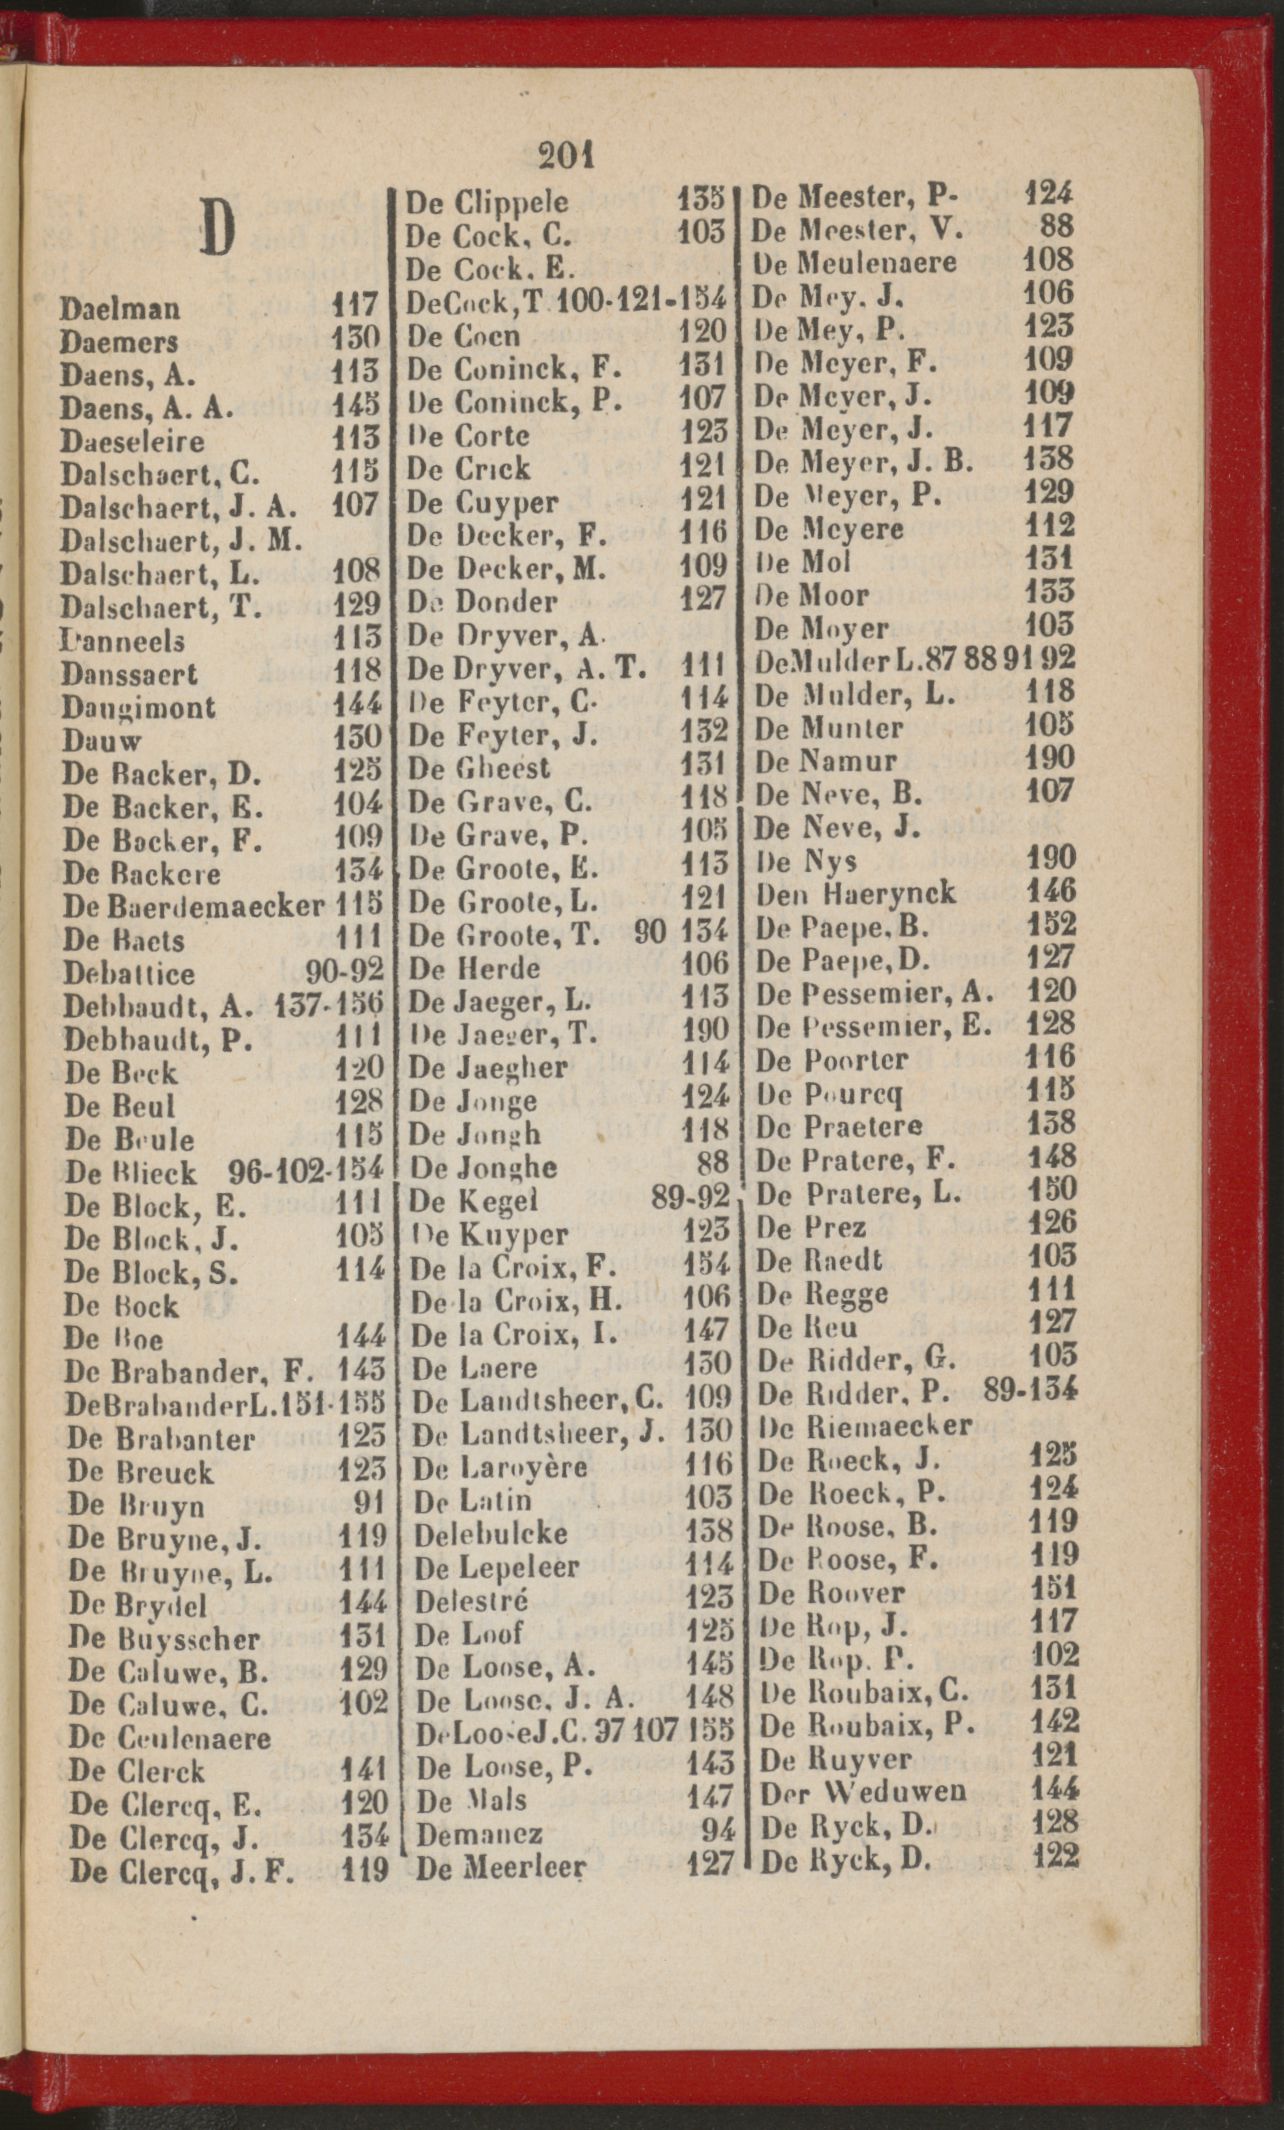 201
D
Daelman 117
Daemers 130
Daens, A. 113
Daens, A. A. 145
Daeseleire 113
Dalschaert, C. 115
Dalschaert, J. A. 107
Dalschaert, J. M.
Dalschaert, L. 108
Dalschaert, T. 129
Danneels 113
Danssaert 118
Daugimont 144
Dauw 130
De Backer, D. 125
De Backer, E. 104
De Backer, F. 109
De Backere 134
De Baerdemaecker 115
De Baets 111
Debattice 90-92
Debbaudt, A. 137-156
Debbaudt, P. 111
De Beck 120
De Beul 128
De Beule 115
De Blieck 96-102-154
De Block, E. 111
De Block, J. 105
De Block, S. 114
De Bock
De Boe 144
De Brabander, F. 143
DeBrabanderL.151-155
De Brabanter 123
De Breuck 123
De Bruyn 91
De Bruyne, J. 119
De Bruyne, L. 111
De Brydel 144
De Buysscher 131
De Caluwe, B. 129
De Caluwe, C. 102
De Ceulenaere
De Clerck 141
De Clercq, E. 120
De Clercq, J. 134
De Clercq, J. F. 119
De Clippele 135
De Cock, C. 103
De Cock, E.
DeCock,T 100-121-154
De Coen 120
De Coninck, F. 131
De Coninck, P. 107
De Corte 123
De Crick 121
De Cuyper 121
De Decker, F. 116
De Decker, M. 109
De Donder 127
De Dryver, A.
De Dryver, A. T. 111
De Feyter, C. 114
De Feyter, J. 132
De Gheest 131
De Grave, C. 118
De Grave, P. 105
De Groote, E. 113
De Groote, L. 121
De Groote, T. 90 134
De Herde 106
De Jaeger, L. 113
De Jaeger, T. 190
De Jaegher 114
De Jonge 124
De Jongh 118
De Jonghe 88
De Kegel 89-92
De Kuyper 123
De la Croix, F. 154
De la Croix, H. 106
De la Croix, I. 147
De Laere 130
De Landtsheer, C. 109
De Landtsheer, J. 130
De Laroyère 116
De Latin 103
Delebulcke 138
De Lepeleer 114
Delestré 123
De Loof 125
De Loose, A. 145
De Loose, J. A. 148
DeLooseJ.C. 97 107 155
De Loose, P. 143
De Mals 147
Demanez 94
De Meerleer 127
De Meester, P- 124
De Meester, V. 88
De Meulenaere 108
De Mey, J. 106
De Mey, P. 123
De Meyer, F. 109
De Meyer, J. 109
De Meyer, J. 117
De Meyer, J. B. 138
De Meyer, P. 129
De Meyere 112
De Mol 131
De Moor 133
De Moyer 103
DeMulder L.87 88 91 92
De Mulder, L. 118
De Munter 105
De Namur 190
De Neve, B. 107
De Neve, J.
De Nys 190
Den Haerynck 146
De Paepe, B. 152
De Paepe, D. 127
De Pessemier, A. 120
De Pessemier, E. 128
De Poorter 116
De Pourcq 115
De Praetere 138
De Pratere, F. 148
De Pratere, L. 150
De Prez 126
De Raedt 103
De Regge 111
De Reu 127
De Ridder, G. 103
De Ridder, P. 89-134
De Riemaecker
De Roeck, J. 125
De Roeck, P. 124
De Roose, B. 119
De Roose, F. 119
De Roover 151
De Rop, J. 117
De Rop, P. 102
De Roubaix, C. 131
De Roubaix, P. 142
De Ruyver 121
Der Weduwen 144
De Ryck, D. 128
De Ryck, D. 122